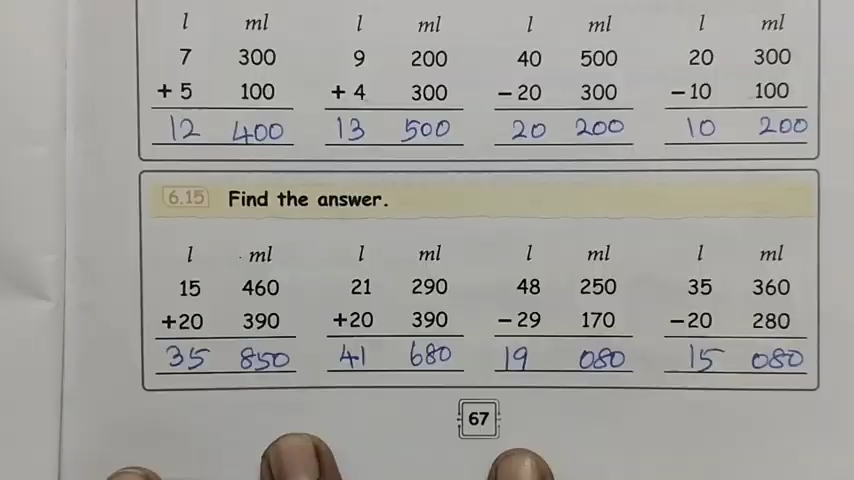 l ml l ml l ml l ml
7 300 9 200 40 500 20 300
+ 5 100 + 4 300 - 20 300 - 10 100
12 400 13 500 20 200 10 200
6.15 Find the answer.
l ml l ml l ml l ml
15 460 21 290 48 250 35 360
+20 390 +20 390 - 29 170 - 20 280
35 850 41 680 19 080 15 080
67